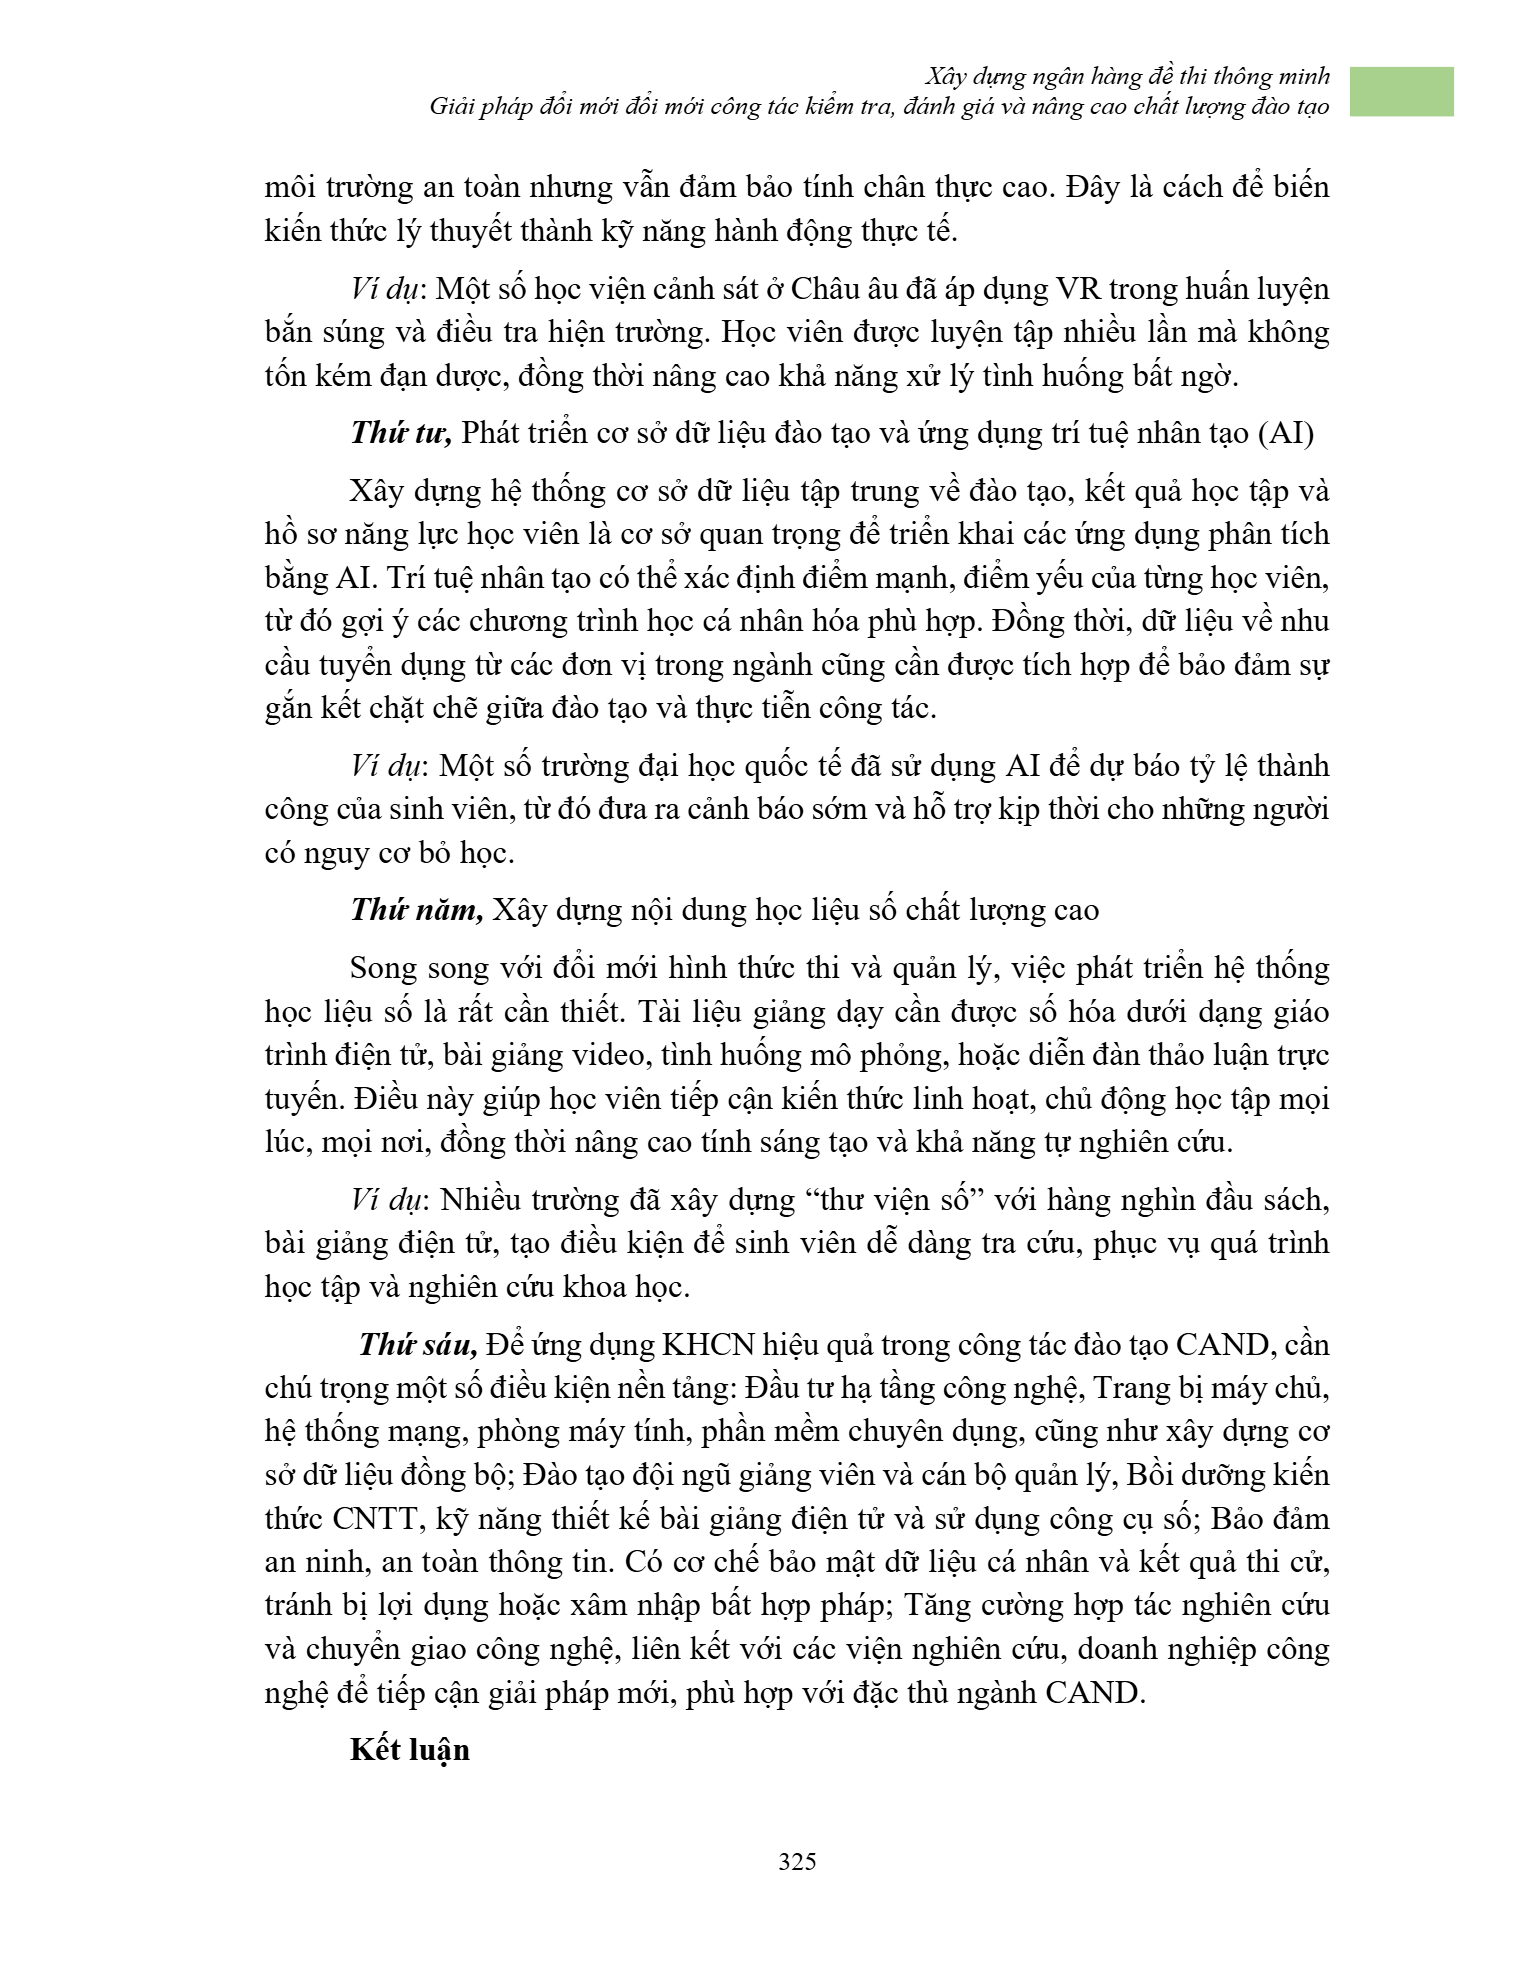 Xây dựng ngân hàng đề thi thông minh
Giải pháp đổi mới đổi mới công tác kiểm tra, đánh giá và nâng cao chất lượng đào tạo
môi trường an toàn nhưng vẫn đảm bảo tính chân thực cao. Đây là cách để biến
kiến thức lý thuyết thành kỹ năng hành động thực tế.
Ví dụ: Một số học viện cảnh sát ở Châu âu đã áp dụng VR trong huấn luyện
bắn súng và điều tra hiện trường. Học viên được luyện tập nhiều lần mà không
tốn kém đạn dược, đồng thời nâng cao khả năng xử lý tình huống bất ngờ.
Thứ tư, Phát triển cơ sở dữ liệu đào tạo và ứng dụng trí tuệ nhân tạo (AI)
Xây dựng hệ thống cơ sở dữ liệu tập trung về đào tạo, kết quả học tập và
hồ sơ năng lực học viên là cơ sở quan trọng để triển khai các ứng dụng phân tích
bằng AI. Trí tuệ nhân tạo có thể xác định điểm mạnh, điểm yếu của từng học viên,
từ đó gợi ý các chương trình học cá nhân hóa phù hợp. Đồng thời, dữ liệu về nhu
cầu tuyển dụng từ các đơn vị trong ngành cũng cần được tích hợp để bảo đảm sự
gắn kết chặt chẽ giữa đào tạo và thực tiễn công tác.
Ví dụ: Một số trường đại học quốc tế đã sử dụng AI để dự báo tỷ lệ thành
công của sinh viên, từ đó đưa ra cảnh báo sớm và hỗ trợ kịp thời cho những người
có nguy cơ bỏ học.
Thứ năm, Xây dựng nội dung học liệu số chất lượng cao
Song song với đổi mới hình thức thi và quản lý, việc phát triển hệ thống
học liệu số là rất cần thiết. Tài liệu giảng dạy cần được số hóa dưới dạng giáo
trình điện tử, bài giảng video, tình huống mô phỏng, hoặc diễn đàn thảo luận trực
tuyến. Điều này giúp học viên tiếp cận kiến thức linh hoạt, chủ động học tập mọi
lúc, mọi nơi, đồng thời nâng cao tính sáng tạo và khả năng tự nghiên cứu.
Ví dụ: Nhiều trường đã xây dựng “thư viện số” với hàng nghìn đầu sách,
bài giảng điện tử, tạo điều kiện để sinh viên dễ dàng tra cứu, phục vụ quá trình
học tập và nghiên cứu khoa học.
Thứ sáu, Để ứng dụng KHCN hiệu quả trong công tác đào tạo CAND, cần
chú trọng một số điều kiện nền tảng: Đầu tư hạ tầng công nghệ, Trang bị máy chủ,
hệ thống mạng, phòng máy tính, phần mềm chuyên dụng, cũng như xây dựng cơ
sở dữ liệu đồng bộ; Đào tạo đội ngũ giảng viên và cán bộ quản lý, Bồi dưỡng kiến
thức CNTT, kỹ năng thiết kế bài giảng điện tử và sử dụng công cụ số; Bảo đảm
an ninh, an toàn thông tin. Có cơ chế bảo mật dữ liệu cá nhân và kết quả thi cử,
tránh bị lợi dụng hoặc xâm nhập bất hợp pháp; Tăng cường hợp tác nghiên cứu
và chuyển giao công nghệ, liên kết với các viện nghiên cứu, doanh nghiệp công
nghệ để tiếp cận giải pháp mới, phù hợp với đặc thù ngành CAND.
Kết luận
325